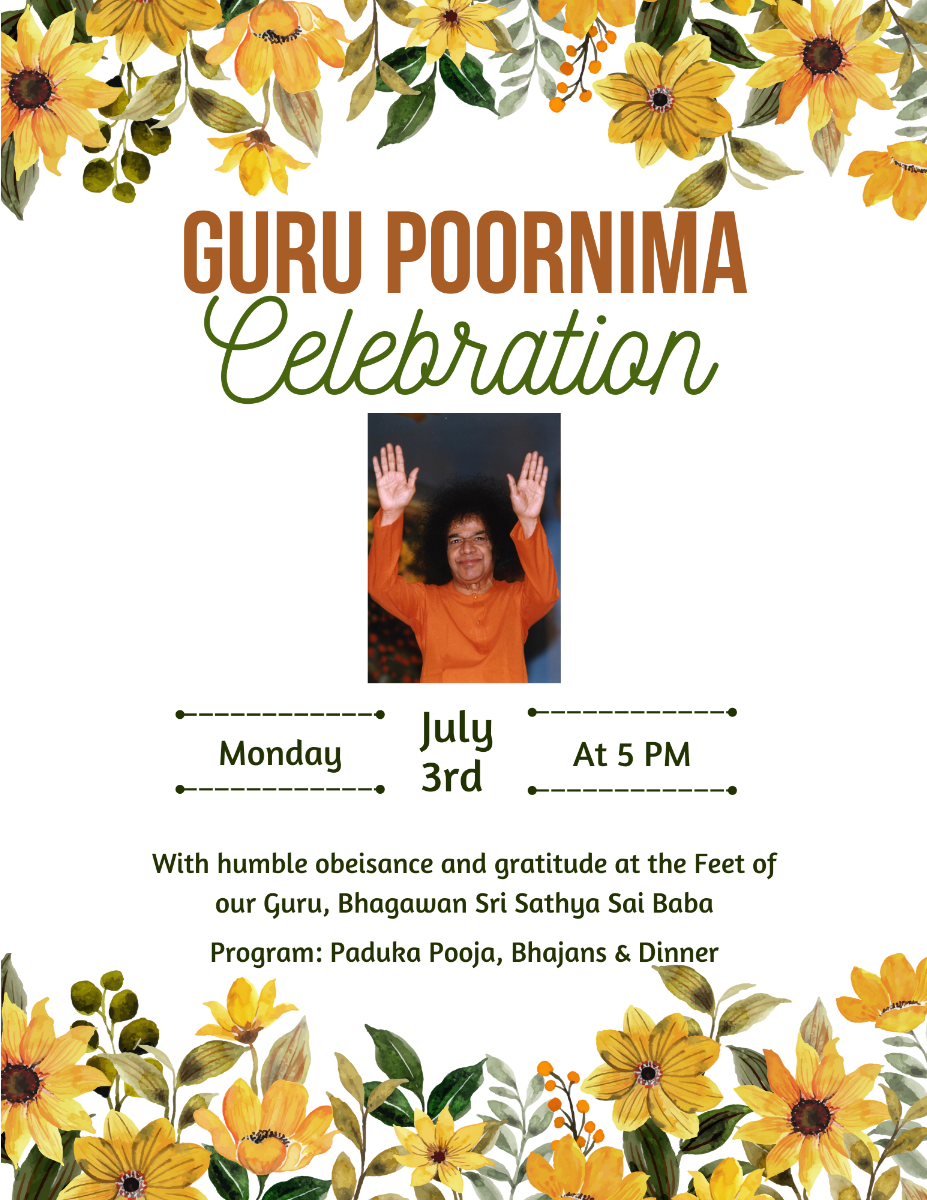 GURU POORNIMA
Celebration
Monday
July
3rd
At 5 PM
With humble obeisance and gratitude at the Feet of
our Guru, Bhagawan Sri Sathya Sai Baba
Program: Paduka Pooja, Bhajans & Dinner